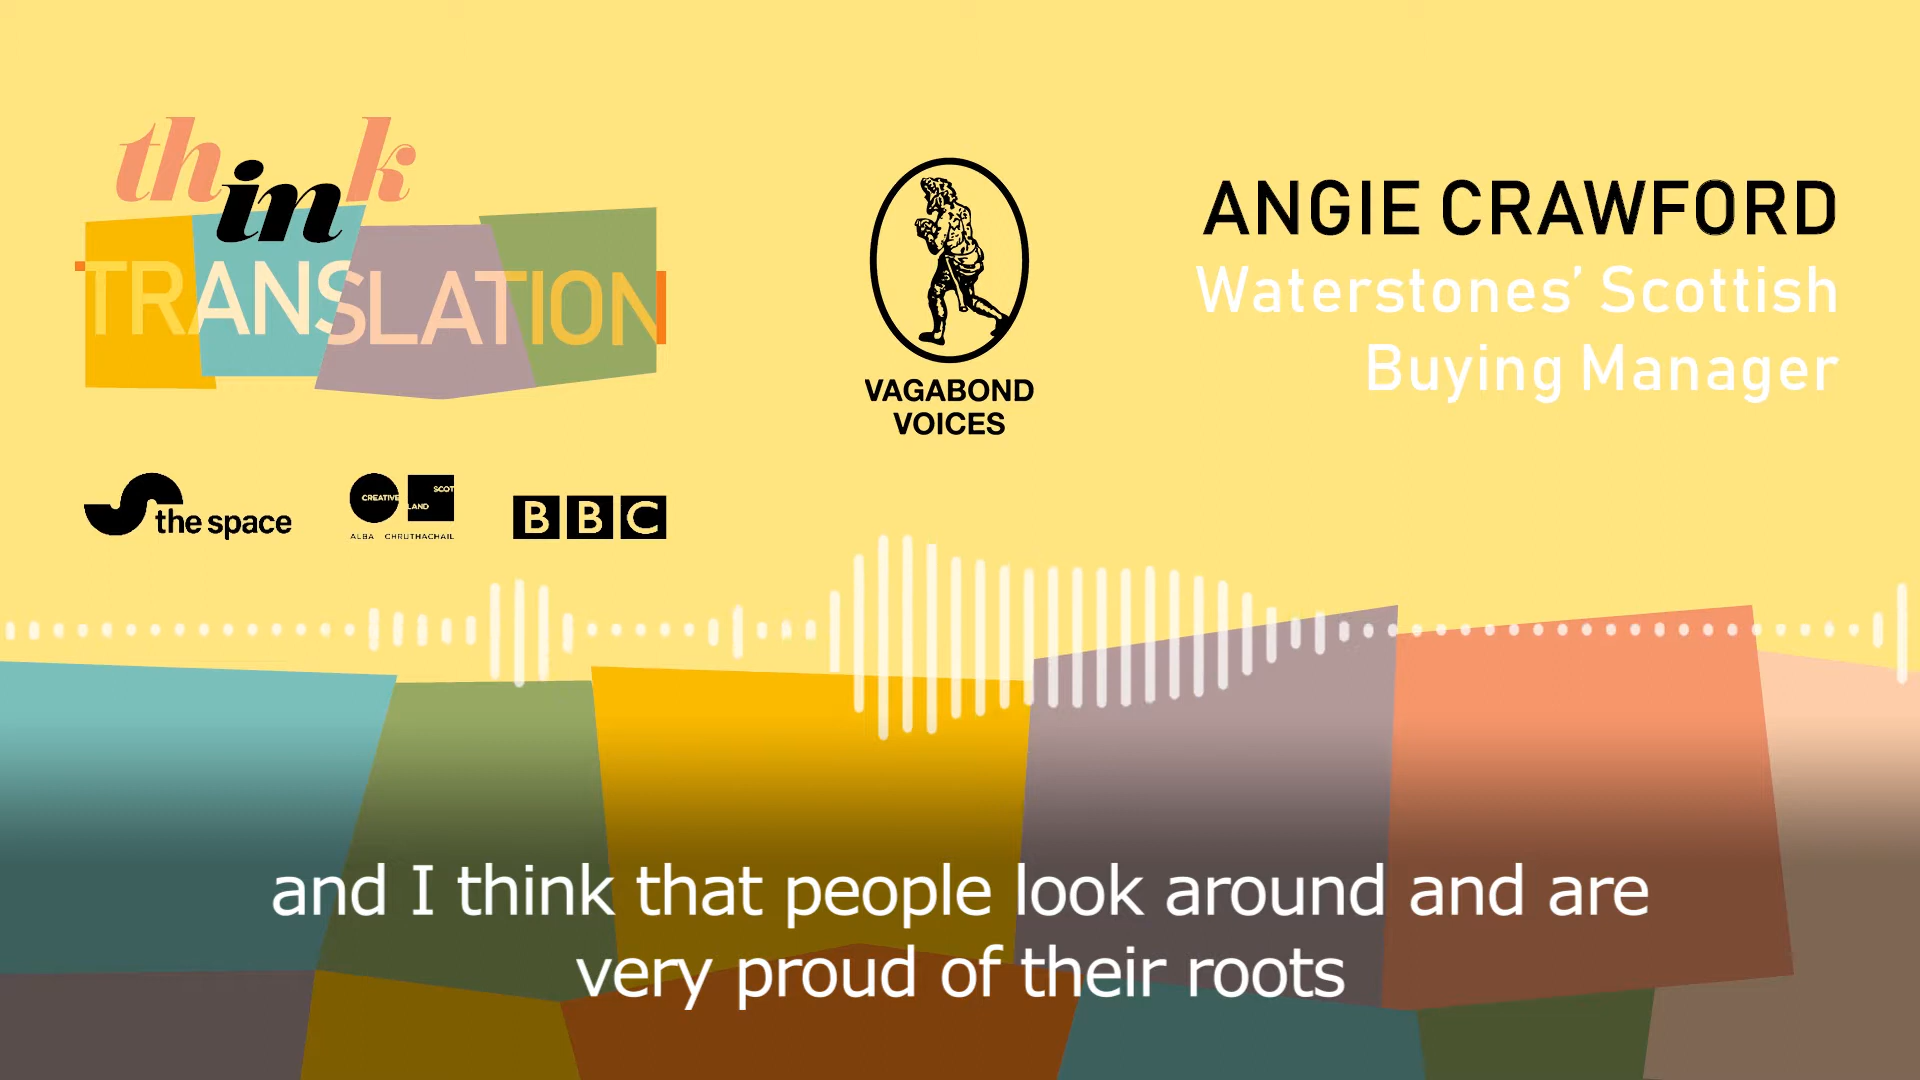 think
TRANSLATION
the space
CREATIVE SCOT
LAND
ALBA CHRUTHACHAIL
BBC
VAGABOND
VOICES
ANGIE CRAWFORD
Waterstones’ Scottish
Buying Manager
and I think that people look around and are
very proud of their roots